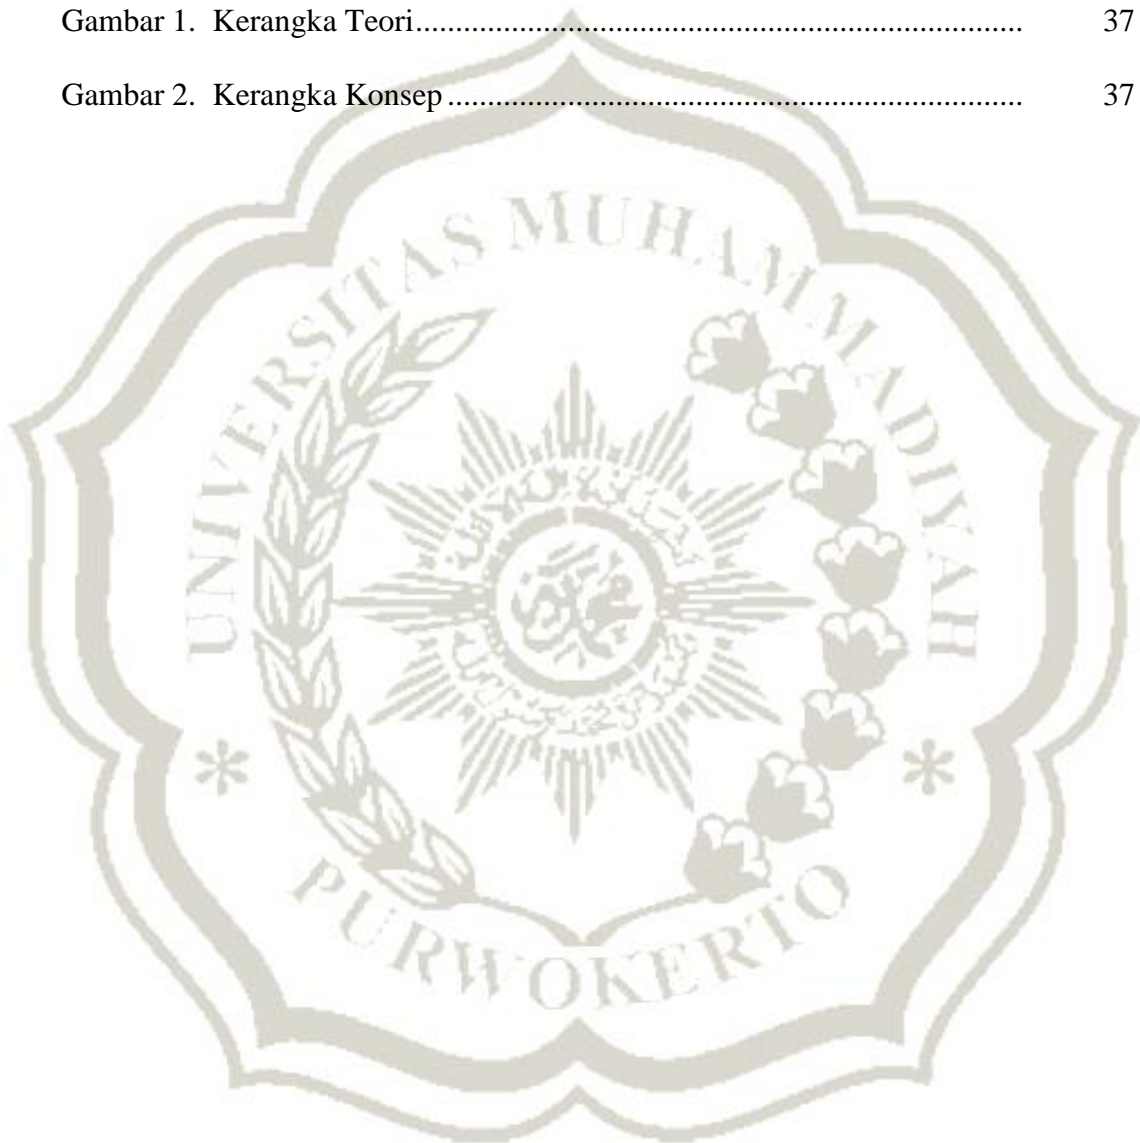 Gambar 1. Kerangka Teori............................................................................ 37
Gambar 2. Kerangka Konsep........................................................................ 37
UNIVERSITAS MUHAMMADIYAH
PURWOKERTO